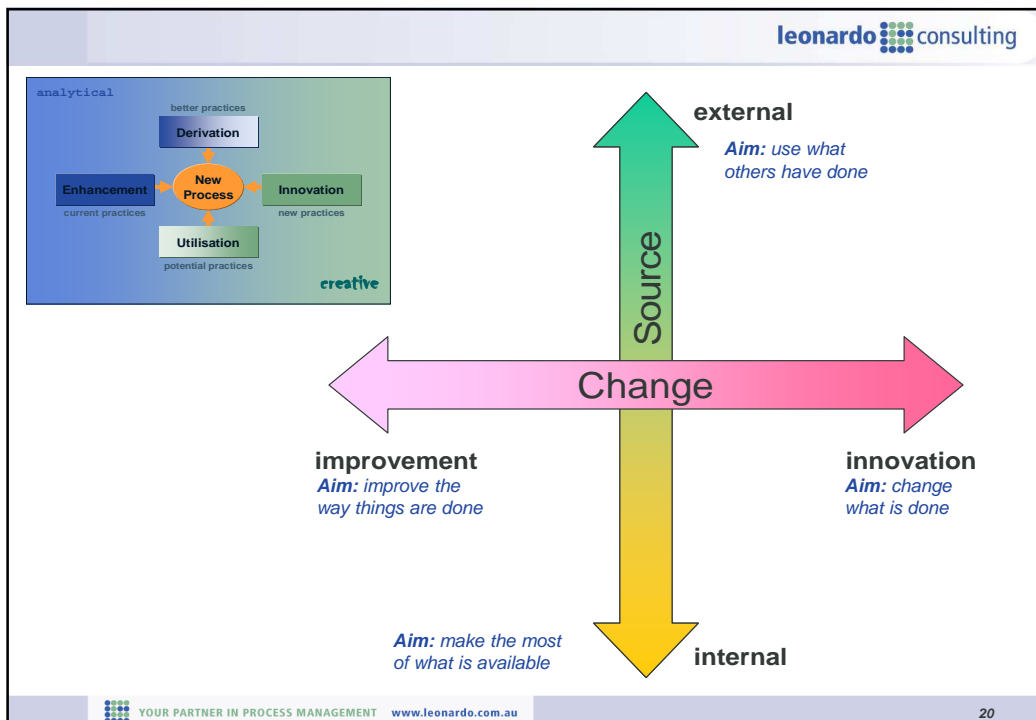 leonardo consulting
analytical
better practices
Derivation
Enhancement
current practices
New
Process
Innovation
new practices
Utilisation
potential practices
creative
external
Aim: use what
others have done
Source
Change
improvement
Aim: improve the
way things are done
innovation
Aim: change
what is done
Aim: make the most
of what is available
internal
YOUR PARTNER IN PROCESS MANAGEMENT www.leonardo.com.au
20